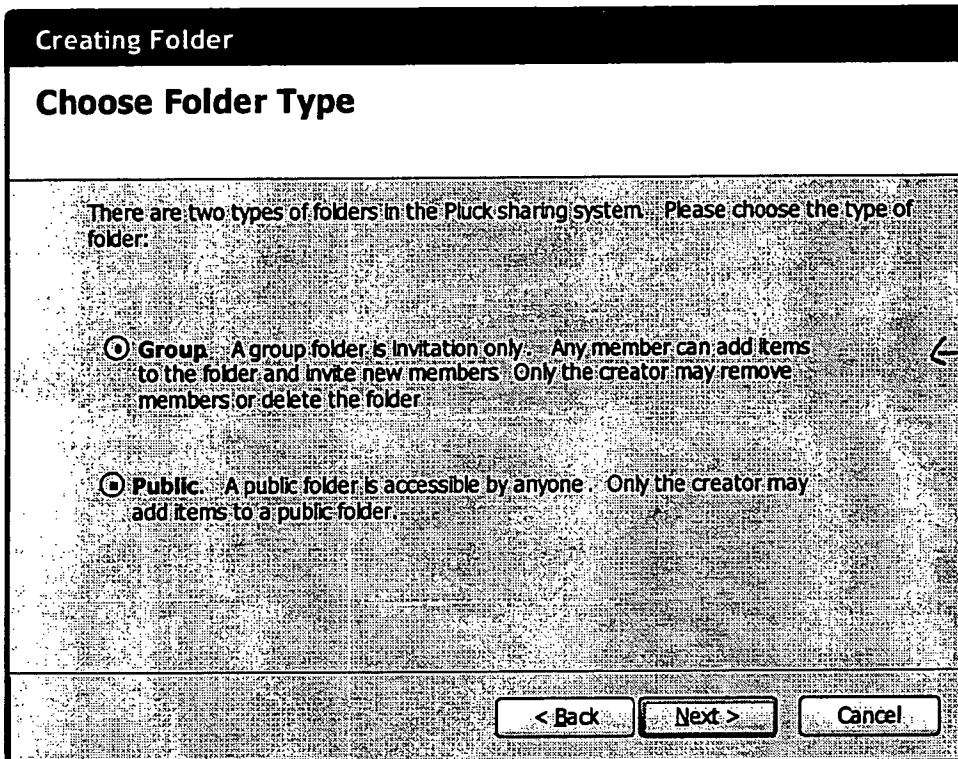 Creating Folder
Choose Folder Type
There are two types of folders in the Pluck sharing system. Please choose the type of
folder:
Group. A group folder is invitation only. Any member can add items
to the folder and invite new members. Only the creator may remove
members or delete the folder.
Public. A public folder is accessible by anyone. Only the creator may
add items to a public folder.
< Back Next > Cancel